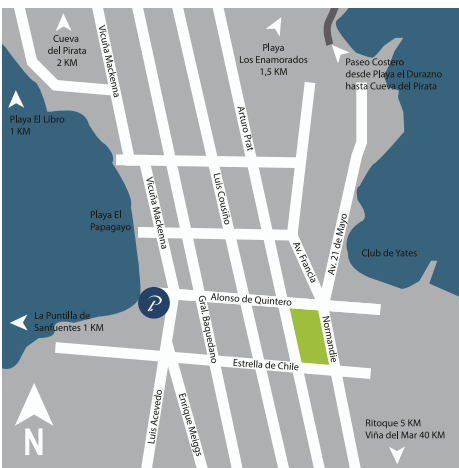 Cueva
del Pirata
2 KM
Vicuña Mackenna
Playa
Los Enamorados
1,5 KM
Paseo Costero
desde Playa el Durazno
hasta Cueva del Pirata
Playa El Libro
1 KM
Arturo Prat
Vicuña Mackenna
Luis Cousiño
Playa El
Papagayo
Av. Francia
Av. 21 de Mayo
Club de Yates
Alonso de Quintero
La Puntilla de
Sanfuentes 1 KM
Gral. Baquedano
Normandie
Estrella de Chile
Luis Acevedo
Enrique Meiggs
N
Ritoque 5 KM
Viña del Mar 40 KM